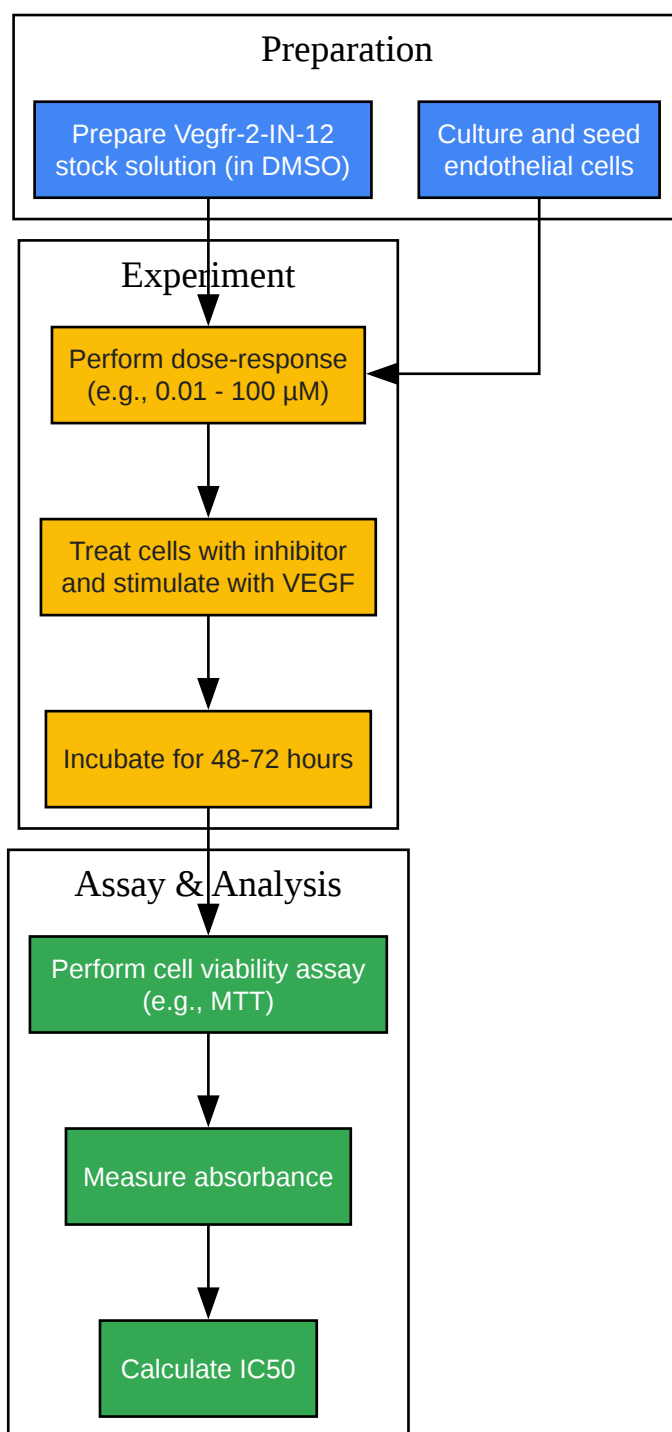 Preparation
Prepare Vegfr-2-IN-12
stock solution (in DMSO)
Culture and seed
endothelial cells
Experiment
Perform dose-response
(e.g., 0.01 - 100 µM)
Treat cells with inhibitor
and stimulate with VEGF
Incubate for 48-72 hours
Assay & Analysis
Perform cell viability assay
(e.g., MTT)
Measure absorbance
Calculate IC50